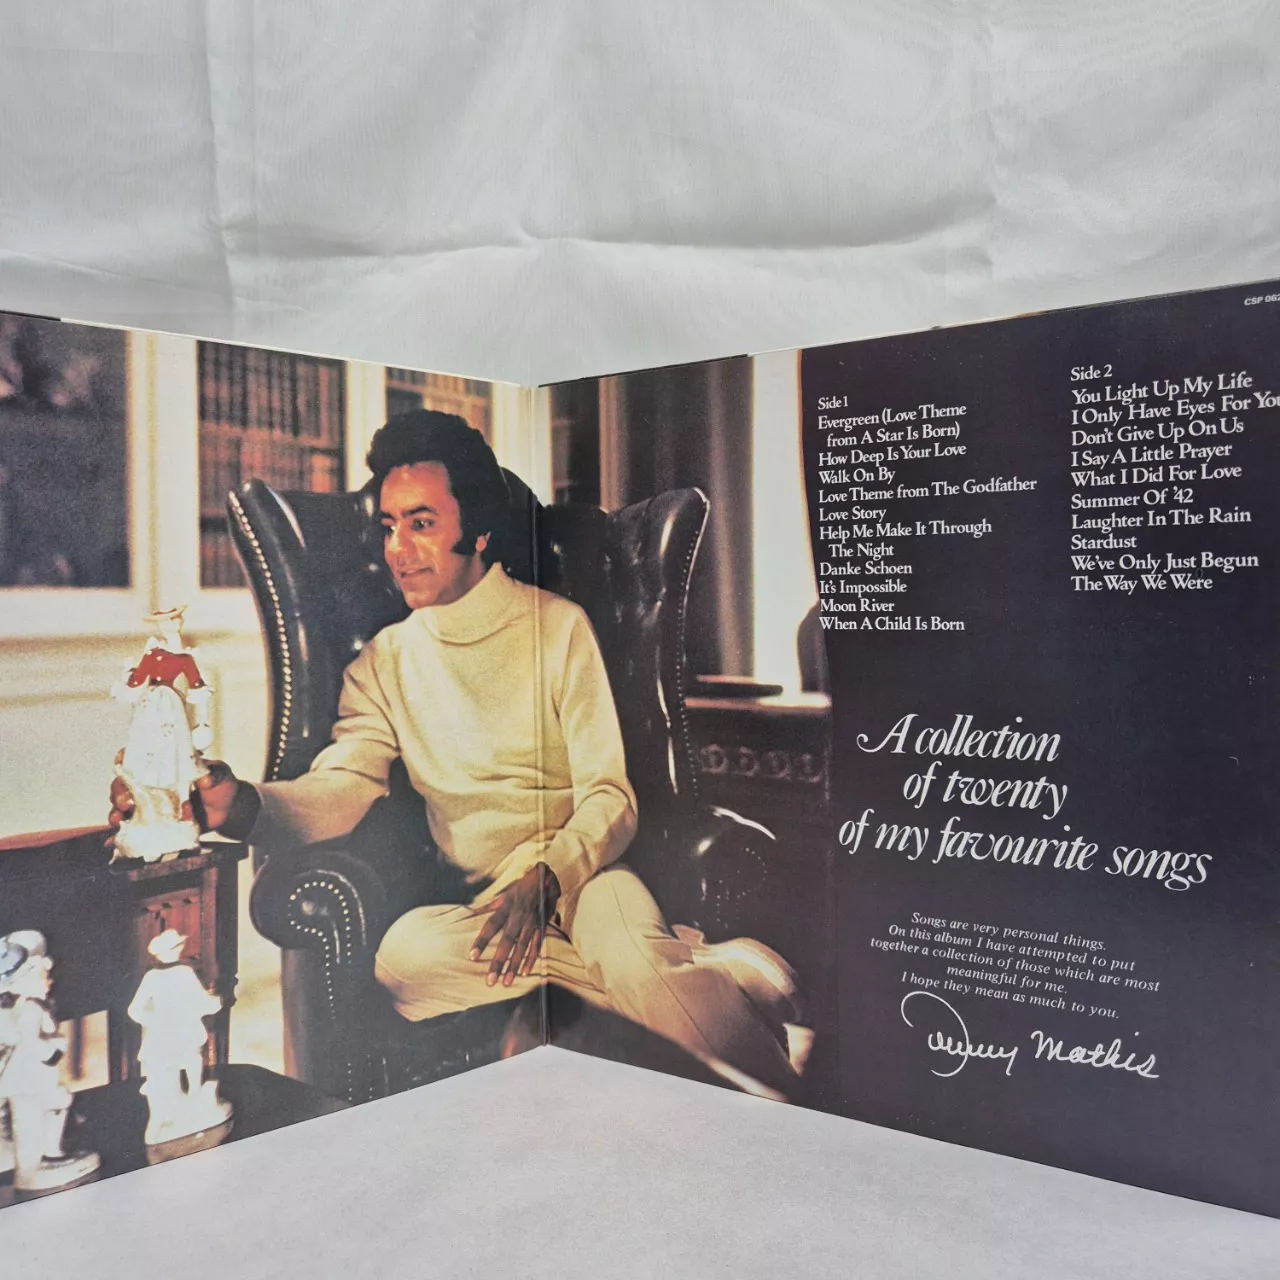 CSP 062
Side 1
Evergreen (Love Theme
from A Star Is Born)
How Deep Is Your Love
Walk On By
Love Theme from The Godfather
Love Story
Help Me Make It Through
The Night
Danke Schoen
It's Impossible
Moon River
When A Child Is Born
Side 2
You Light Up My Life
I Only Have Eyes For You
Don't Give Up On Us
I Say A Little Prayer
What I Did For Love
Summer Of '42
Laughter In The Rain
Stardust
We've Only Just Begun
The Way We Were
A collection
of twenty
of my favourite songs
Songs are very personal things.
On this album I have attempted to put
together a collection of those which are most
meaningful for me.
I hope they mean as much to you.
Johnny Mathis